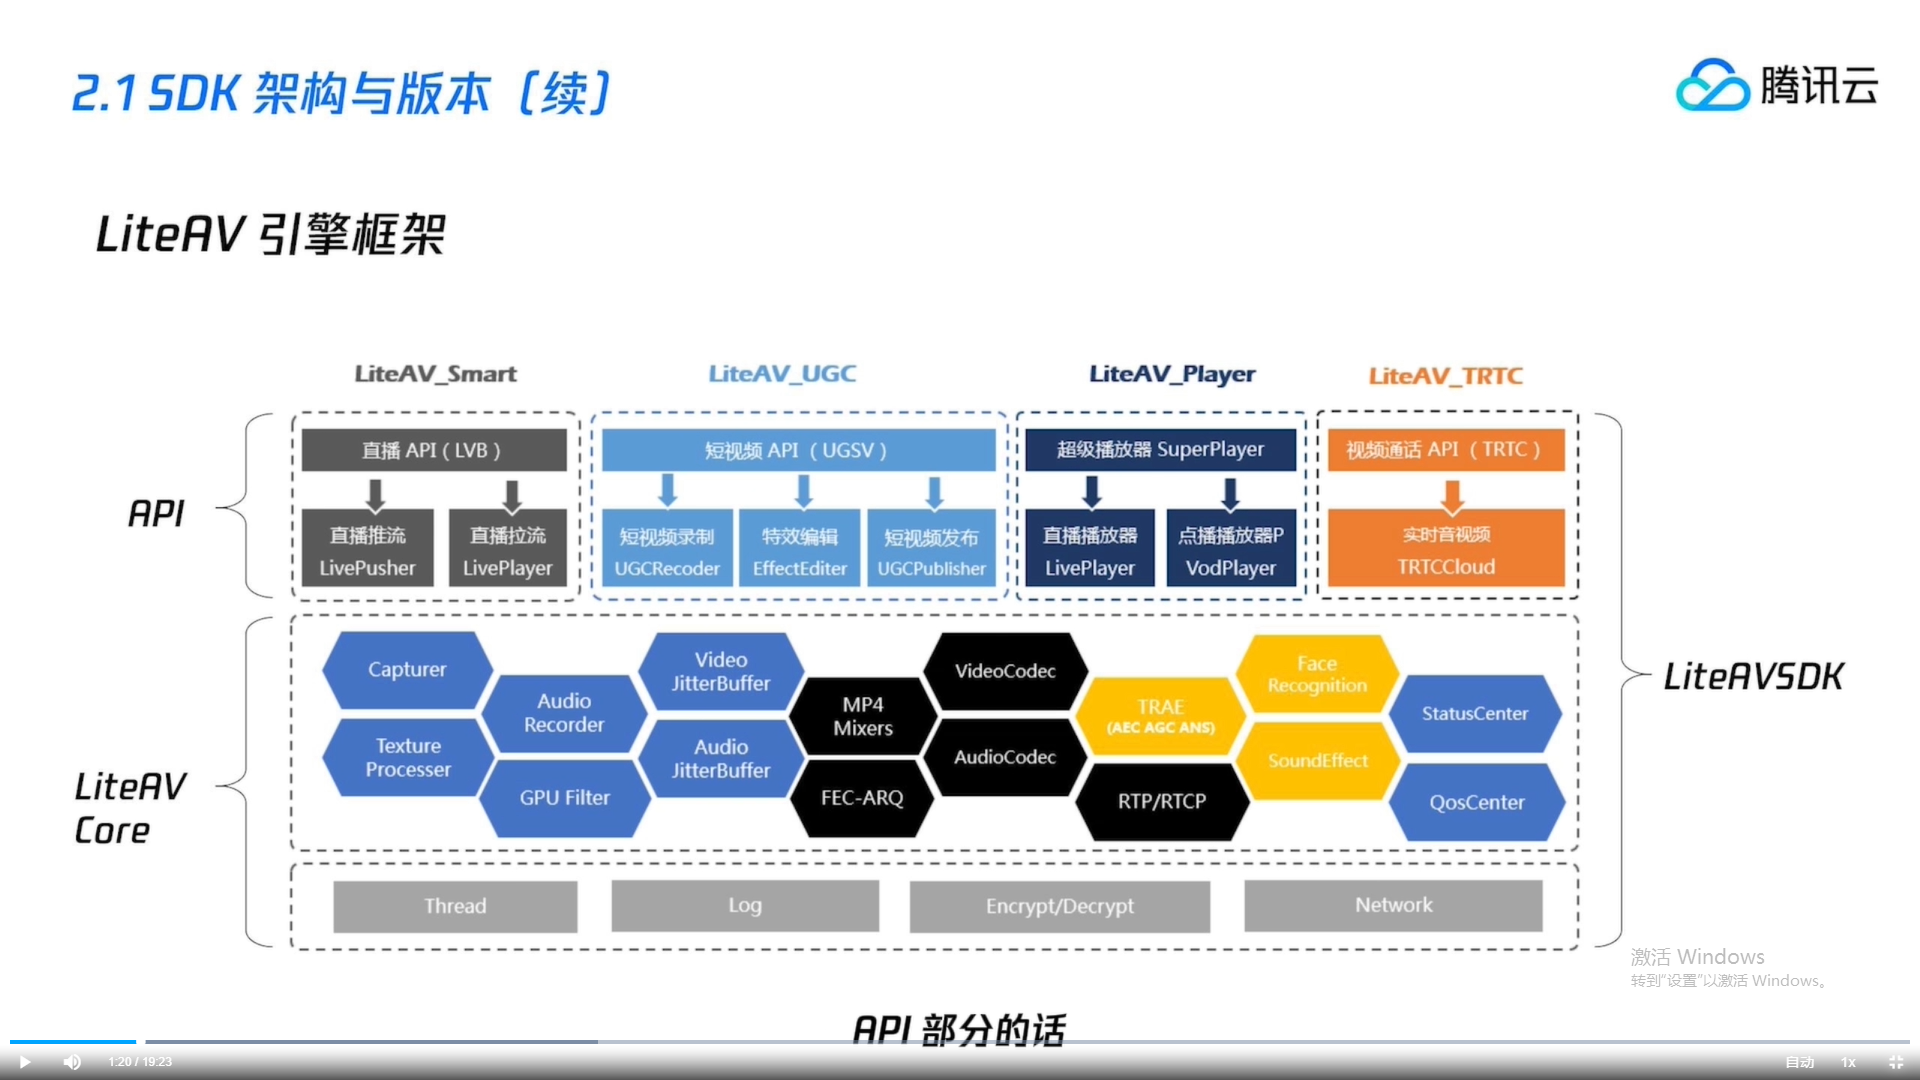 2.1 SDK 架构与版本（续）
腾讯云
LiteAV 引擎框架
LiteAV_Smart
LiteAV_UGC
LiteAV_Player
LiteAV_TRTC
API
直播 API ( LVB )
直播推流
LivePusher
直播拉流
LivePlayer
短视频 API （ UGSV ）
短视频录制
UGCRecoder
特效编辑
EffectEditer
短视频发布
UGCPublisher
超级播放器 SuperPlayer
直播播放器
LivePlayer
点播播放器P
VodPlayer
视频通话 API （ TRTC ）
实时音视频
TRTCCloud
LiteAVSDK
LiteAV
Core
Capturer
Texture
Processer
Audio
Recorder
GPU Filter
Video
JitterBuffer
Audio
JitterBuffer
MP4
Mixers
FEC-ARQ
VideoCodec
AudioCodec
TRAE
(AEC AGC ANS)
RTP/RTCP
Face
Recognition
SoundEffect
StatusCenter
QosCenter
Thread
Log
Encrypt/Decrypt
Network
激活 Windows
转到“设置”以激活 Windows。
API 部分的话
1:20 / 19:23
自动
1x